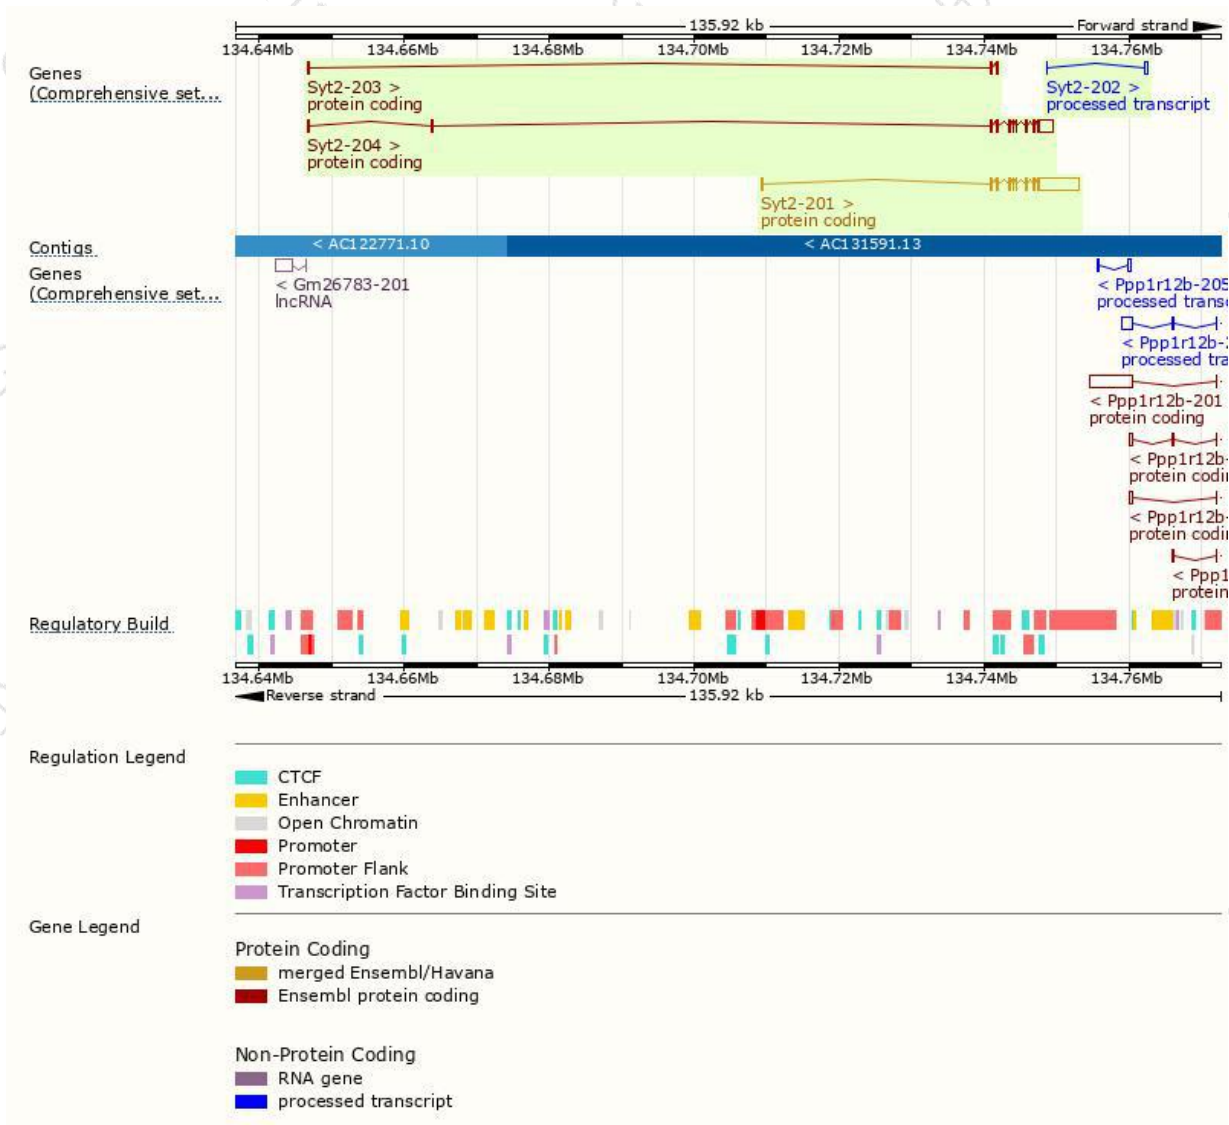 135.92 kb Forward strand
134.64Mb 134.66Mb 134.68Mb 134.70Mb 134.72Mb 134.74Mb 134.76Mb
Genes
(Comprehensive set...
Syt2-203 >
protein coding
Syt2-202 >
processed transcript
Syt2-204 >
protein coding
Syt2-201 >
protein coding
Contigs
< AC122771.10 < AC131591.13
Genes
(Comprehensive set...
< Gm26783-201
lncRNA
< Ppp1r12b-205
processed transc
< Ppp1r12b-2
processed tra
< Ppp1r12b-201
protein coding
< Ppp1r12b-
protein codi
< Ppp1r12b-
protein codi
< Ppp1
protein
Regulatory Build
134.64Mb 134.66Mb 134.68Mb 134.70Mb 134.72Mb 134.74Mb 134.76Mb
Reverse strand 135.92 kb
Regulation Legend
CTCF
Enhancer
Open Chromatin
Promoter
Promoter Flank
Transcription Factor Binding Site
Gene Legend
Protein Coding
merged Ensembl/Havana
Ensembl protein coding
Non-Protein Coding
RNA gene
processed transcript